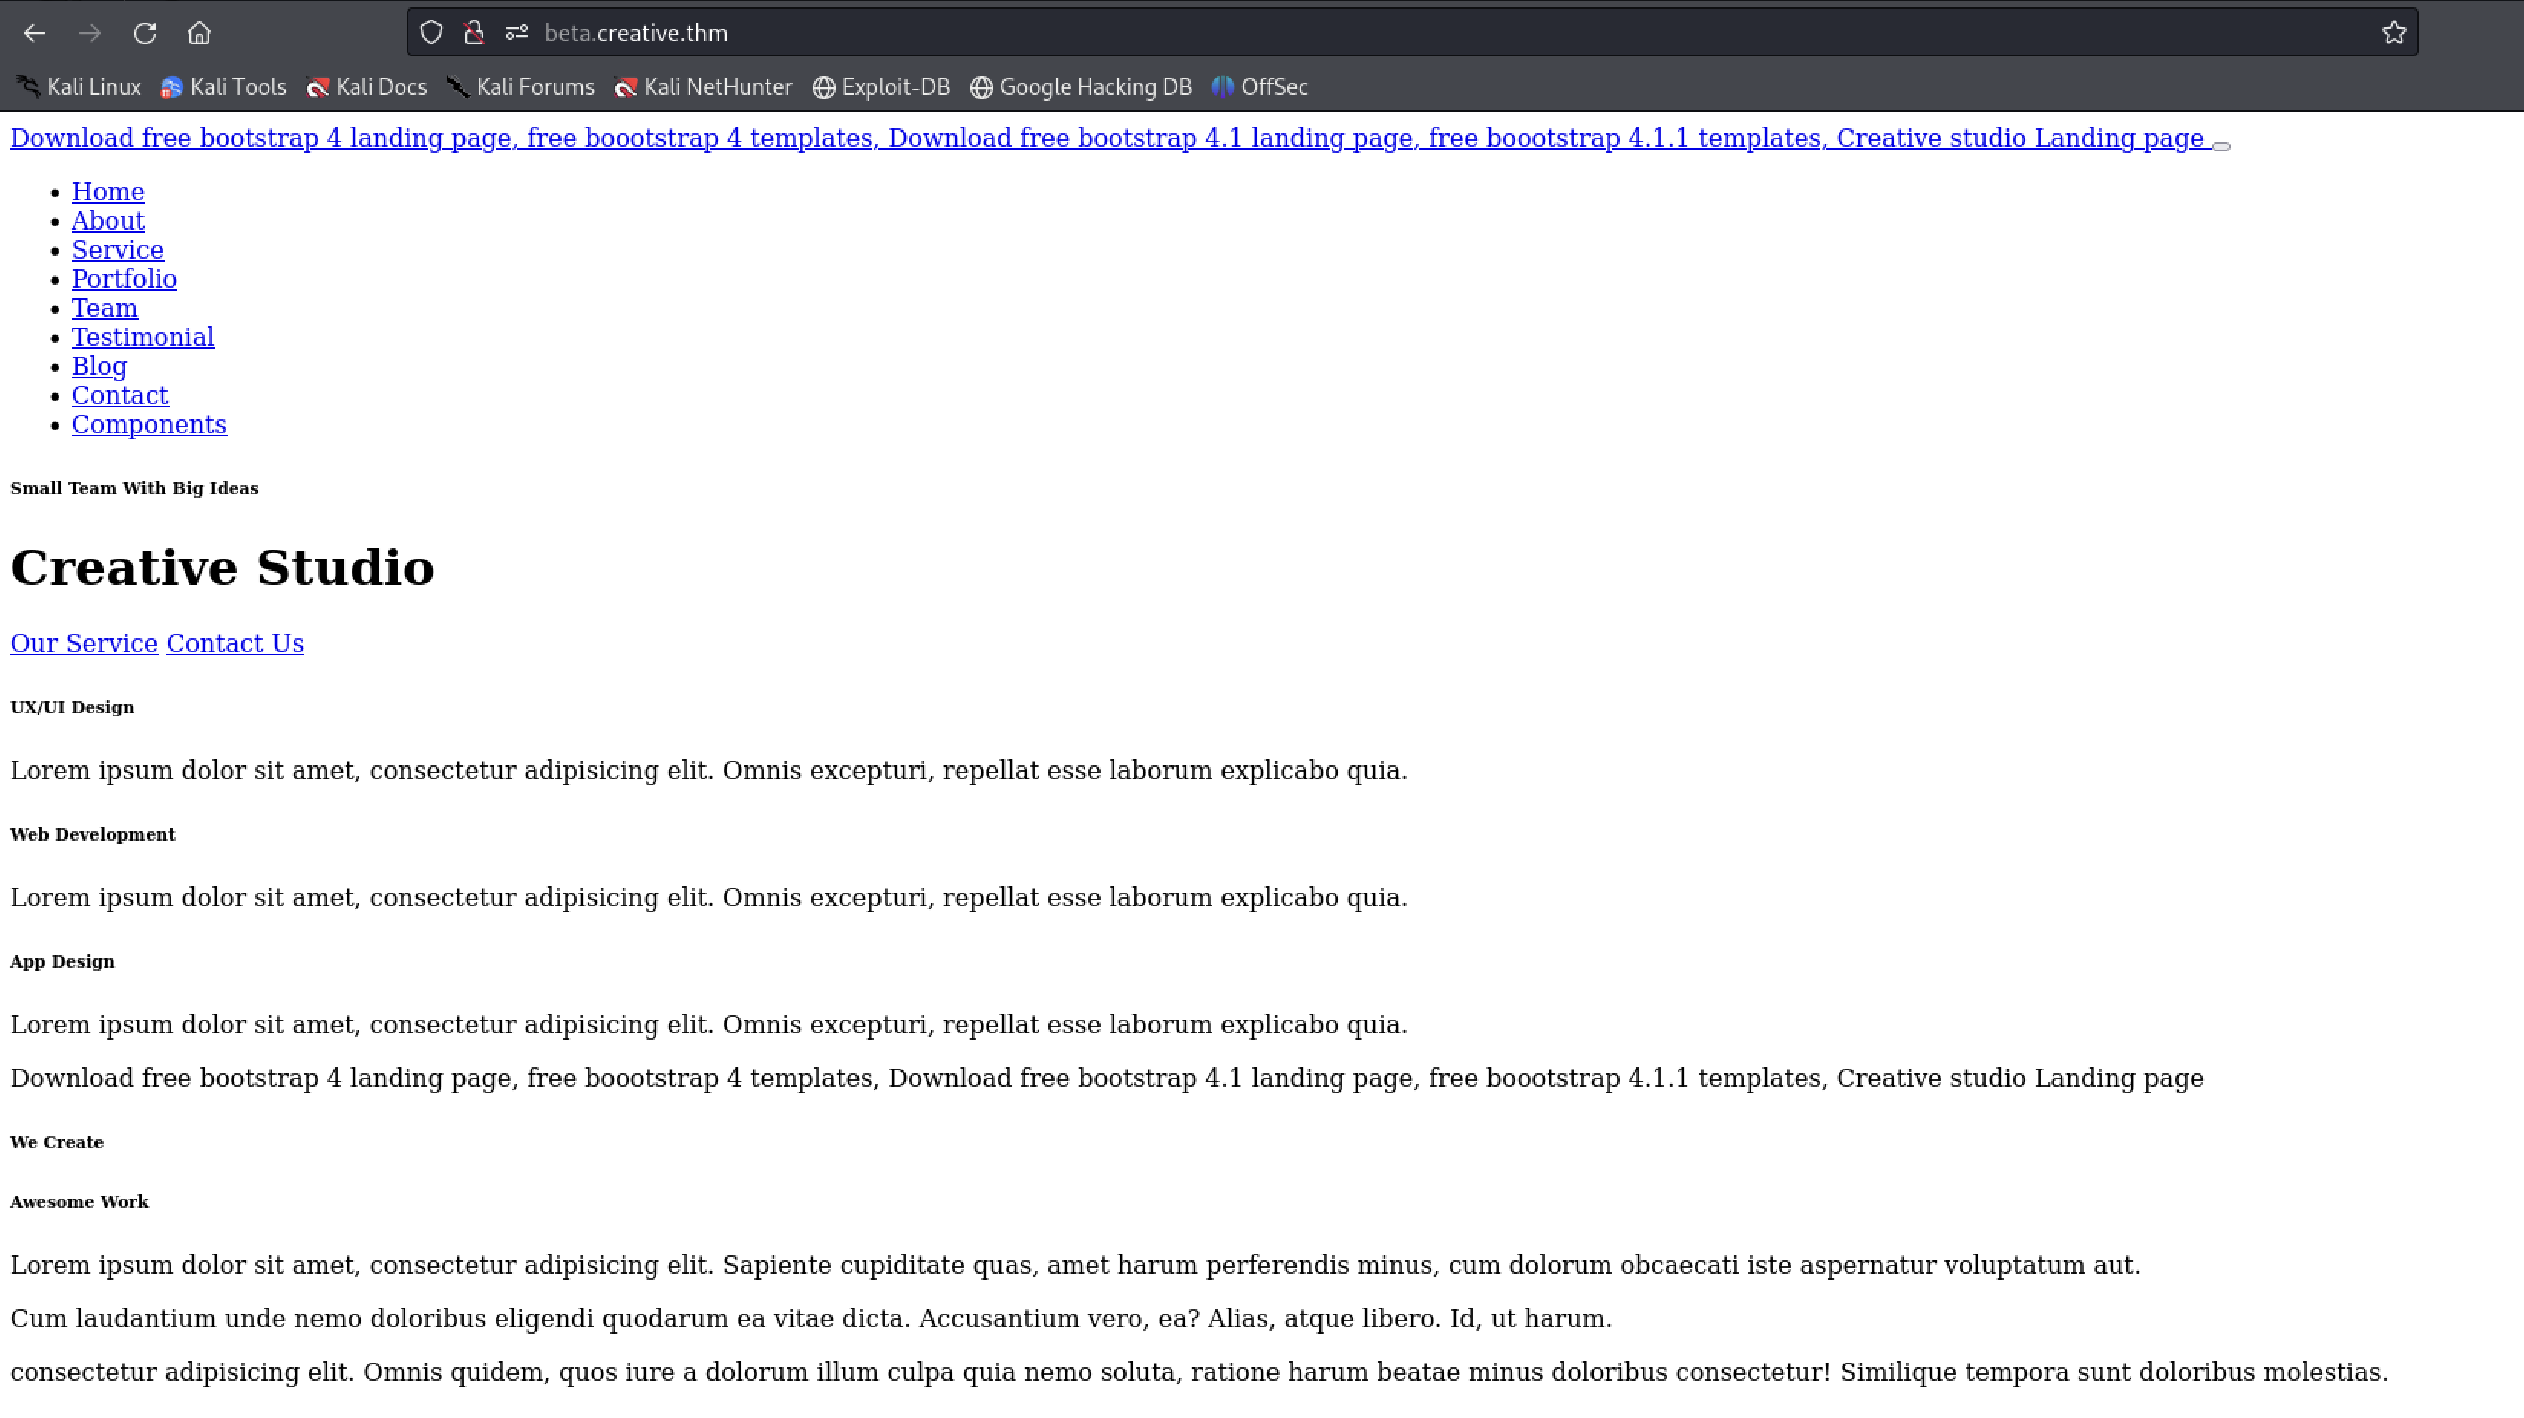 beta.creative.thm
Kali Linux Kali Tools Kali Docs Kali Forums Kali NetHunter Exploit-DB Google Hacking DB OffSec
Download free bootstrap 4 landing page, free boootstrap 4 templates, Download free bootstrap 4.1 landing page, free boootstrap 4.1.1 templates, Creative studio Landing page
Home
About
Service
Portfolio
Team
Testimonial
Blog
Contact
Components
Small Team With Big Ideas
Creative Studio
Our Service Contact Us
UX/UI Design
Lorem ipsum dolor sit amet, consectetur adipisicing elit. Omnis excepturi, repellat esse laborum explicabo quia.
Web Development
Lorem ipsum dolor sit amet, consectetur adipisicing elit. Omnis excepturi, repellat esse laborum explicabo quia.
App Design
Lorem ipsum dolor sit amet, consectetur adipisicing elit. Omnis excepturi, repellat esse laborum explicabo quia.
Download free bootstrap 4 landing page, free boootstrap 4 templates, Download free bootstrap 4.1 landing page, free boootstrap 4.1.1 templates, Creative studio Landing page
We Create
Awesome Work
Lorem ipsum dolor sit amet, consectetur adipisicing elit. Sapiente cupiditate quas, amet harum perferendis minus, cum dolorum obcaecati iste aspernatur voluptatum aut.
Cum laudantium unde nemo doloribus eligendi quodarum ea vitae dicta. Accusantium vero, ea? Alias, atque libero. Id, ut harum.
consectetur adipisicing elit. Omnis quidem, quos iure a dolorum illum culpa quia nemo soluta, ratione harum beatae minus doloribus consectetur! Similique tempora sunt doloribus molestias.